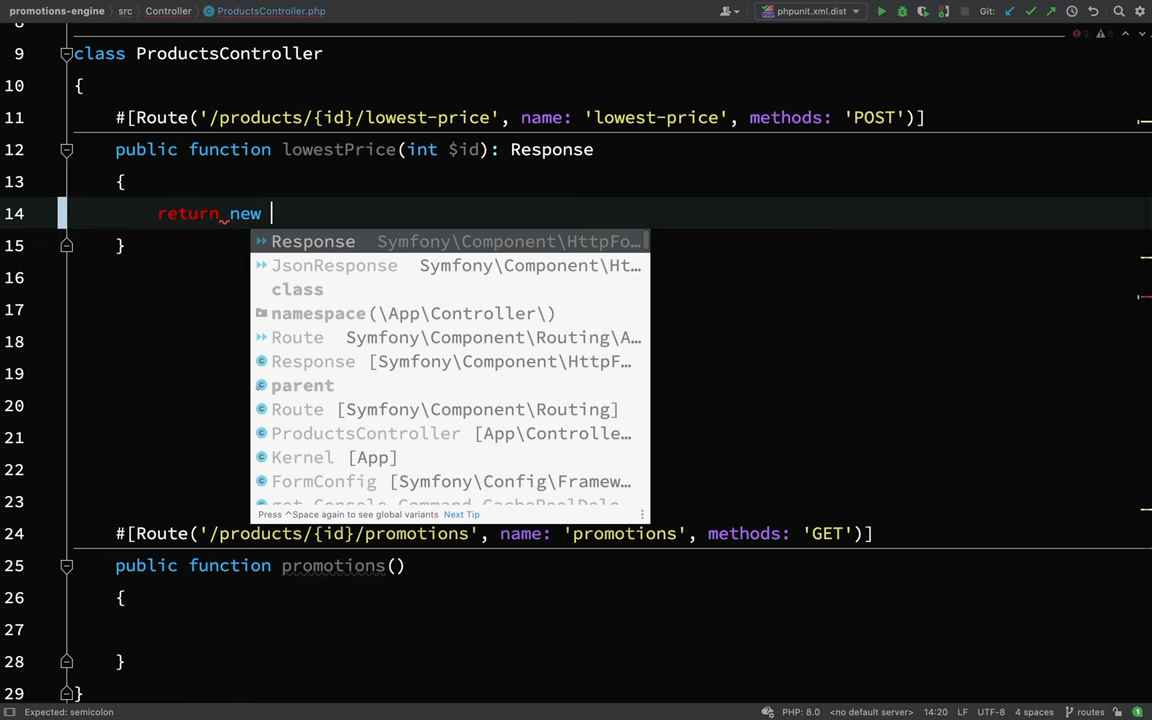 promotions-engine src Controller ProductsController.php phpunit.xml.dist Git:
2 5
9 class ProductsController
10 {
11 #[Route('/products/{id}/lowest-price', name: 'lowest-price', methods: 'POST')]
12 public function lowestPrice(int $id): Response
13 {
14 return new
Response Symfony\Component\HttpFo...
15 }
JsonResponse Symfony\Component\Ht...
16 class
17 namespace(\App\Controller\)
18 Route Symfony\Component\Routing\A...
Response [Symfony\Component\HttpF...
19 parent
20 Route [Symfony\Component\Routing]
21 ProductsController [App\Controlle...
22 Kernel [App]
FormConfig [Symfony\Config\Framew...
23
Press ^Space again to see global variants Next Tip
24 #[Route('/products/{id}/promotions', name: 'promotions', methods: 'GET')]
25 public function promotions()
26 {
27
28 }
29 }
Expected: semicolon PHP: 8.0 <no default server> 14:20 LF UTF-8 4 spaces routes 1